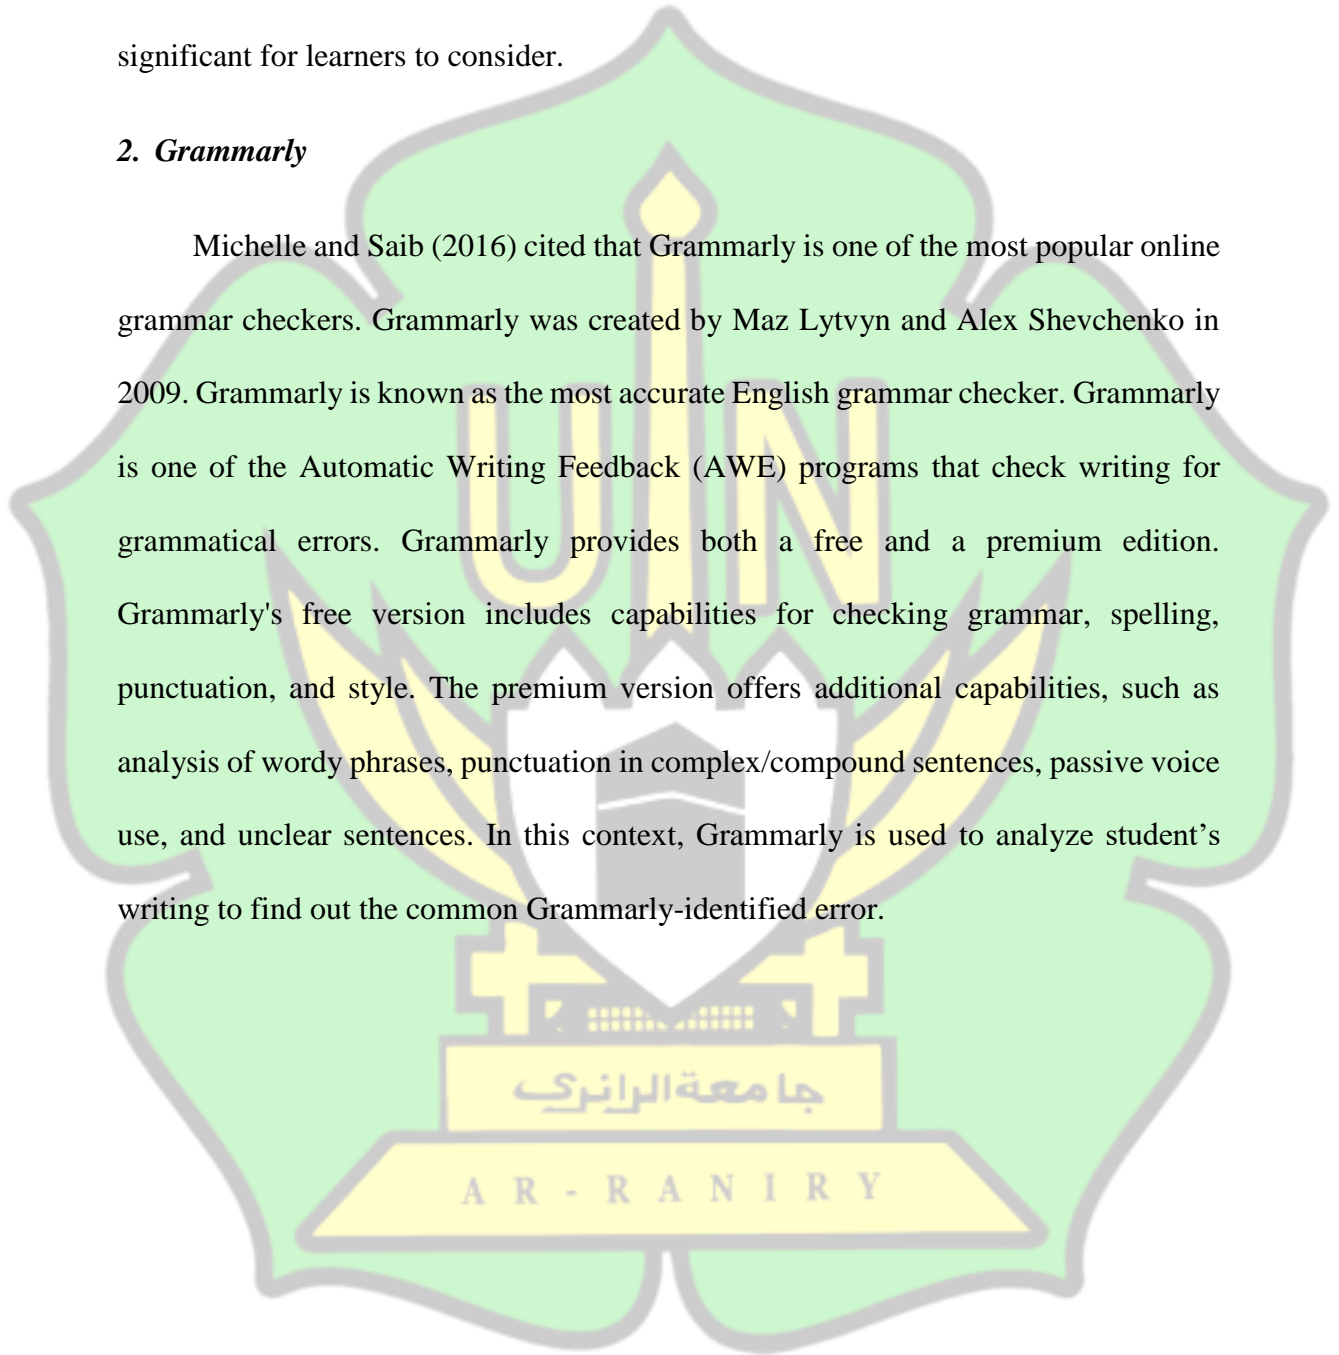 significant for learners to consider.
2. Grammarly
Michelle and Saib (2016) cited that Grammarly is one of the most popular online
grammar checkers. Grammarly was created by Maz Lytvyn and Alex Shevchenko in
2009. Grammarly is known as the most accurate English grammar checker. Grammarly
is one of the Automatic Writing Feedback (AWE) programs that check writing for
grammatical errors. Grammarly provides both a free and a premium edition.
Grammarly's free version includes capabilities for checking grammar, spelling,
punctuation, and style. The premium version offers additional capabilities, such as
analysis of wordy phrases, punctuation in complex/compound sentences, passive voice
use, and unclear sentences. In this context, Grammarly is used to analyze student’s
writing to find out the common Grammarly-identified error.
UIN
جامعة الرانري
AR-RANIRY